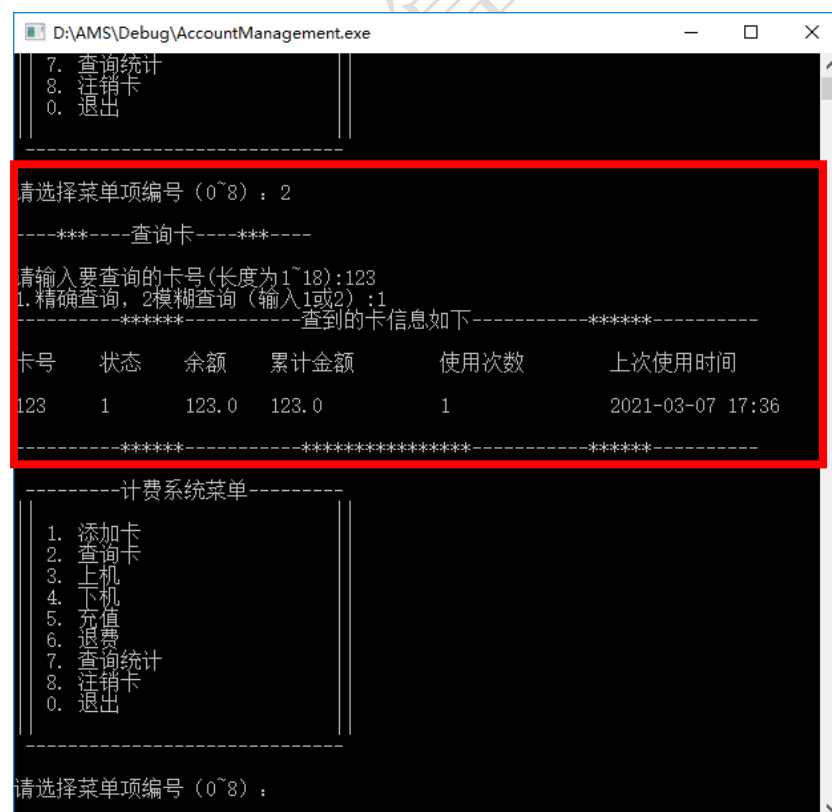 D:\AMS\Debug\AccountManagement.exe
|| 7. 查询统计 ||
|| 8. 注销卡 ||
|| 0. 退出 ||
|| ||
------------------------------
请选择菜单项编号（0~8）：2
----***----查询卡----***----
请输入要查询的卡号(长度为1~18):123
1.精确查询，2模糊查询（输入1或2）:1
----------******-----------查到的卡信息如下-----------******----------
卡号 状态 余额 累计金额 使用次数 上次使用时间
123 1 123.0 123.0 1 2021-03-07 17:36
----------******-----------****************-----------******----------
---------计费系统菜单---------
|| ||
|| 1. 添加卡 ||
|| 2. 查询卡 ||
|| 3. 上机 ||
|| 4. 下机 ||
|| 5. 充值 ||
|| 6. 退费 ||
|| 7. 查询统计 ||
|| 8. 注销卡 ||
|| 0. 退出 ||
|| ||
------------------------------
请选择菜单项编号（0~8）：